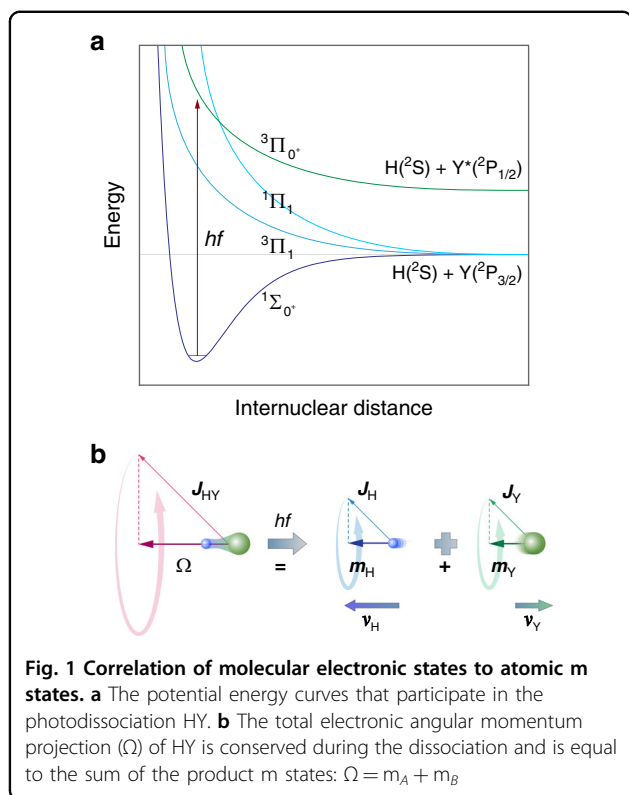 a
Energy
hf
³Π₀⁺
¹Π₁
³Π₁
¹Σ₀⁺
H(²S) + Y*(²P₁/₂)
H(²S) + Y(²P₃/₂)
Internuclear distance
b
J_HY
Ω
hf
=
J_H
m_H
v_H
+
J_Y
m_Y
v_Y
Fig. 1 Correlation of molecular electronic states to atomic m
states. a The potential energy curves that participate in the
photodissociation HY. b The total electronic angular momentum
projection (Ω) of HY is conserved during the dissociation and is equal
to the sum of the product m states: Ω = m_A + m_B